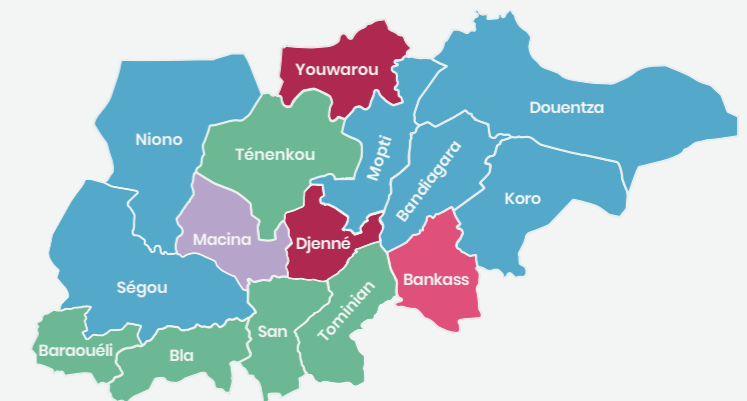 Youwarou
Douentza
Niono
Ténenkou
Mopti
Bandiagara
Koro
Macina
Djenné
Bankass
Ségou
San
Tominian
Baraouéli
Bla